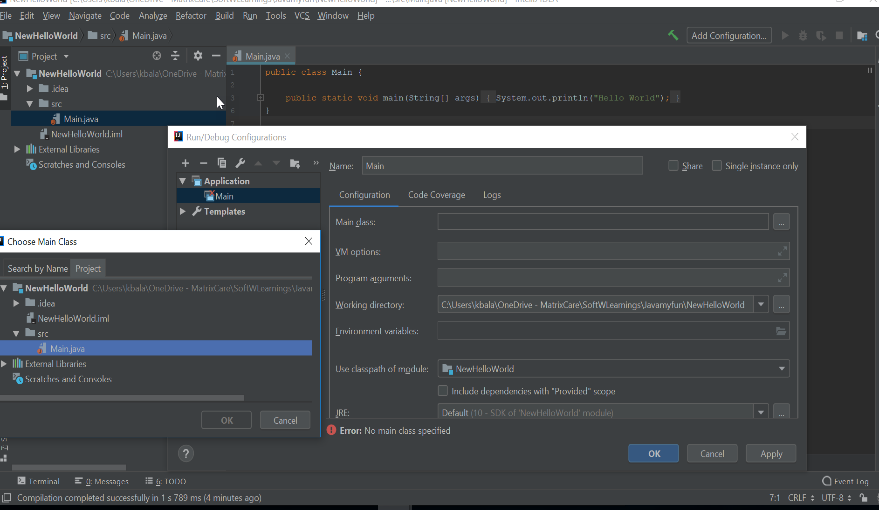 File Edit View Navigate Code Analyze Refactor Build Run Tools VCS Window Help
NewHelloWorld src Main.java
Add Configuration...
1: Project
Project
Main.java
NewHelloWorld C:\Users\kbala\OneDrive - Matrix
.idea
src
Main.java
NewHelloWorld.iml
External Libraries
Scratches and Consoles
1 public class Main {
2
3 public static void main(String[] args) { System.out.println("Hello World"); }
6 }
7
Run/Debug Configurations
Application
Main
Templates
Name: Main
Share
Single instance only
Configuration Code Coverage Logs
Main class:
...
VM options:
Program arguments:
Working directory: C:\Users\kbala\OneDrive - MatrixCare\SoftWLearnings\Javamyfun\NewHelloWorld
...
Environment variables:
Use classpath of module: NewHelloWorld
Include dependencies with "Provided" scope
JRE: Default (10 - SDK of 'NewHelloWorld' module)
...
Error: No main class specified
?
OK Cancel Apply
Choose Main Class
Search by Name Project
NewHelloWorld C:\Users\kbala\OneDrive - MatrixCare\SoftWLearnings\Javar
.idea
NewHelloWorld.iml
src
Main.java
External Libraries
Scratches and Consoles
OK Cancel
Terminal 0: Messages 6: TODO
Event Log
Compilation completed successfully in 1 s 789 ms (4 minutes ago)
7:1 CRLF UTF-8